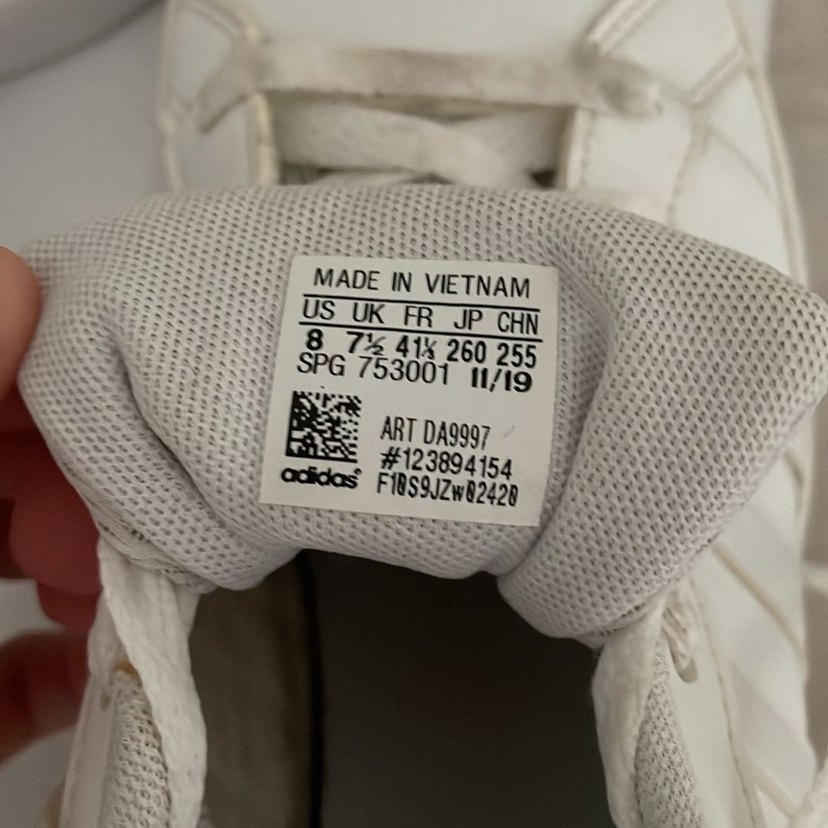 MADE IN VIETNAM
US UK FR JP CHN
8 7½ 41⅓ 260 255
SPG 753001 11/19
ART DA9997
#123894154
adidas® F10S9JZw02420